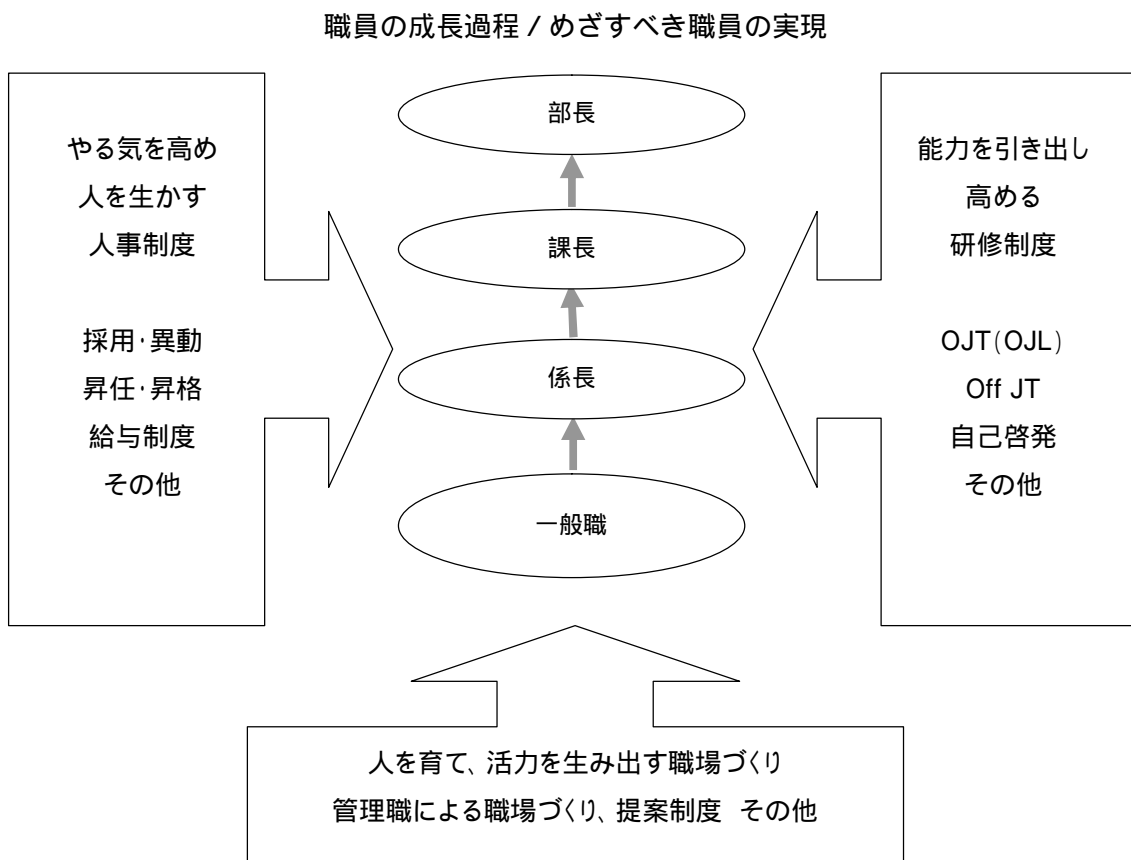 職員の成長過程 / めざすべき職員の実現
やる気を高め
人を生かす
人事制度
採用･異動
昇任･昇格
給与制度
その他
部長
課長
係長
一般職
能力を引き出し
高める
研修制度
OJT(OJL)
Off JT
自己啓発
その他
人を育て、活力を生み出す職場づくり
管理職による職場づくり、提案制度 その他